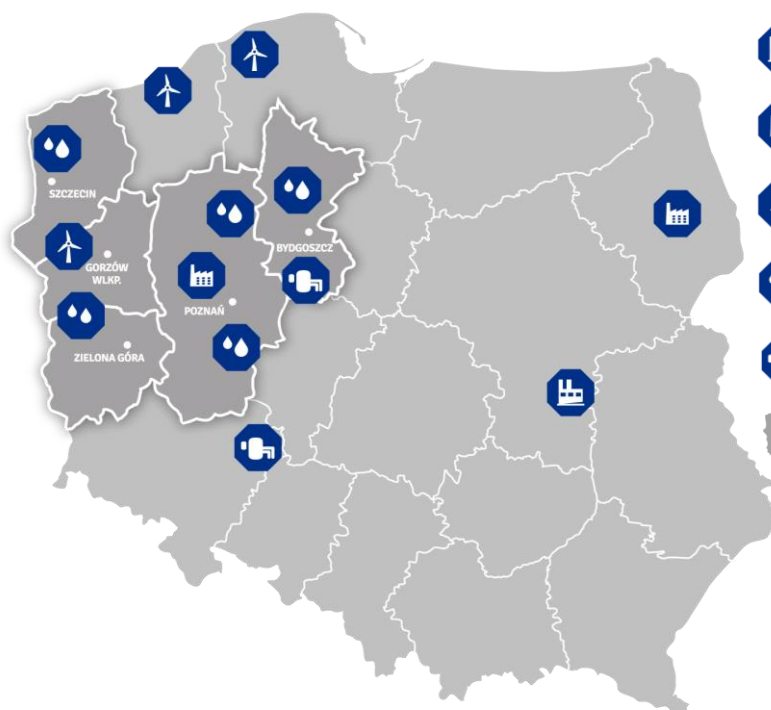 SZCZECIN
BYDGOSZCZ
GORZÓW
WLKP.
POZNAŃ
ZIELONA GÓRA